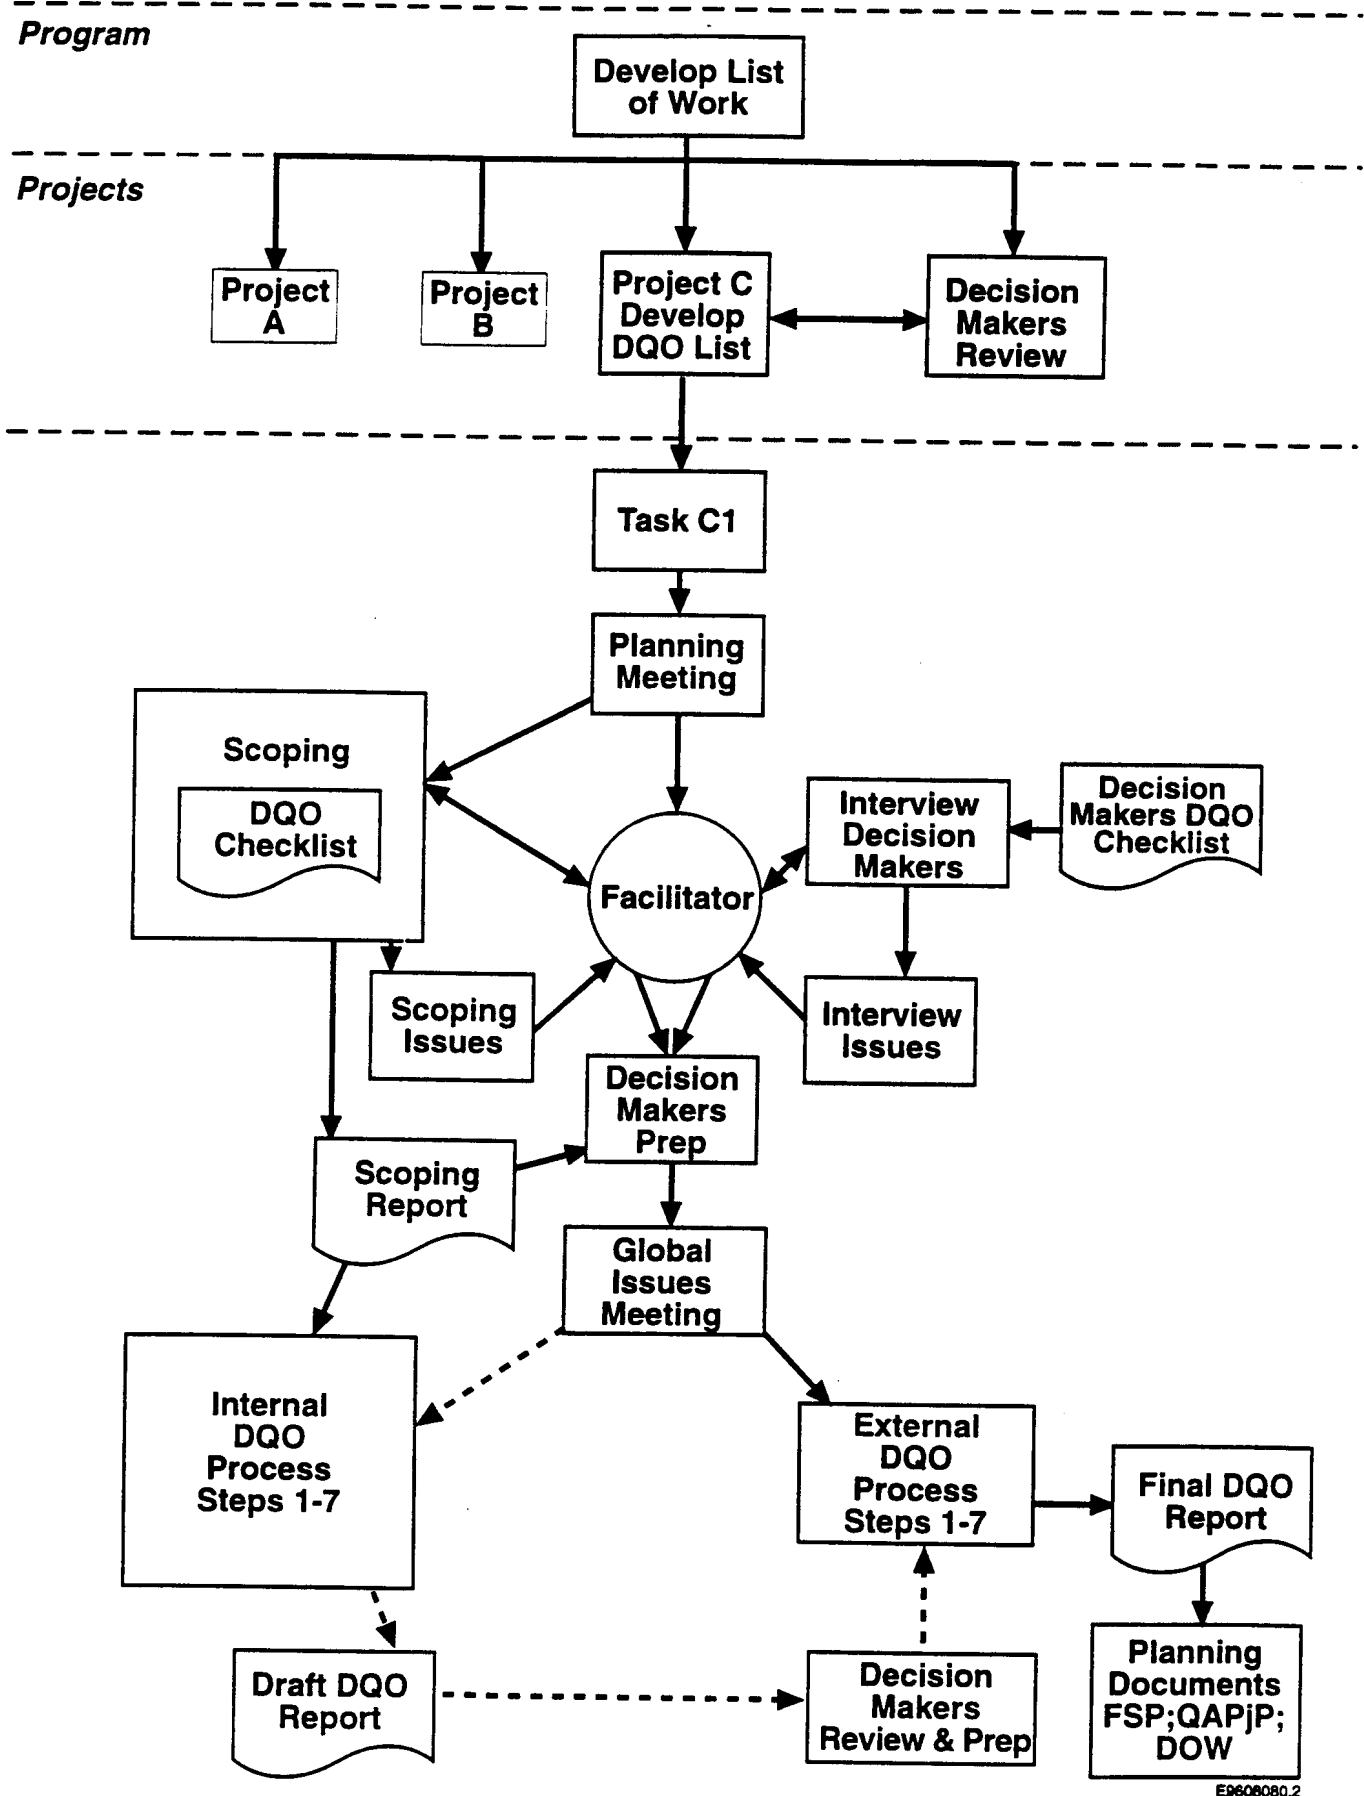 Program
Develop List
of Work
Projects
Project
A
Project
B
Project C
Develop
DQO List
Decision
Makers
Review
Task C1
Planning
Meeting
Scoping
DQO
Checklist
Facilitator
Interview
Decision
Makers
Decision
Makers DQO
Checklist
Scoping
Issues
Interview
Issues
Decision
Makers
Prep
Scoping
Report
Global
Issues
Meeting
Internal
DQO
Process
Steps 1-7
External
DQO
Process
Steps 1-7
Final DQO
Report
Draft DQO
Report
Decision
Makers
Review & Prep
Planning
Documents
FSP;QAPjP;
DOW
E9608080.2